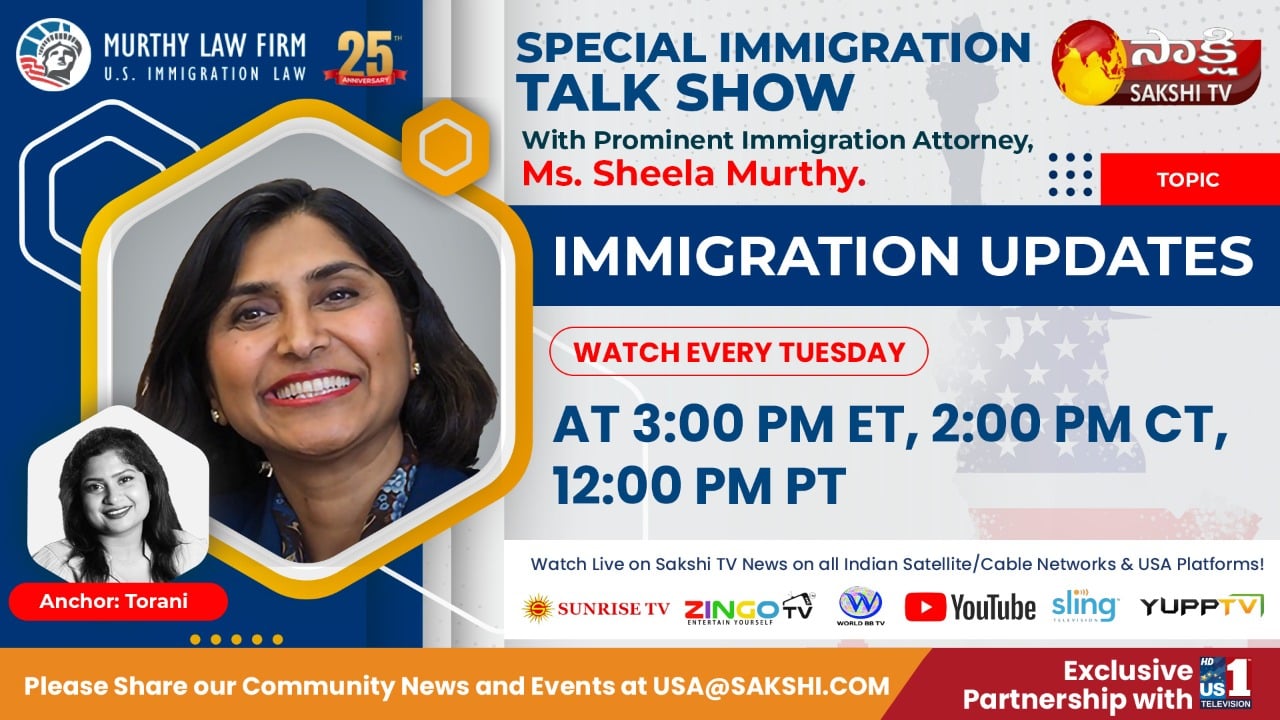 MURTHY LAW FIRM
U.S. IMMIGRATION LAW
25TH
ANNIVERSARY
SPECIAL IMMIGRATION
TALK SHOW
With Prominent Immigration Attorney,
Ms. Sheela Murthy.
సాక్షి
SAKSHI TV
TOPIC
IMMIGRATION UPDATES
WATCH EVERY TUESDAY
AT 3:00 PM ET, 2:00 PM CT,
12:00 PM PT
Anchor: Torani
Watch Live on Sakshi TV News on all Indian Satellite/Cable Networks & USA Platforms!
SUNRISE TV
ZINGO TV
ENTERTAIN YOURSELF
W
WORLD BB TV
YouTube
sling
TELEVISION
YUPPTV
Please Share our Community News and Events at USA@SAKSHI.COM
Exclusive
Partnership with
HD
US1
TELEVISION